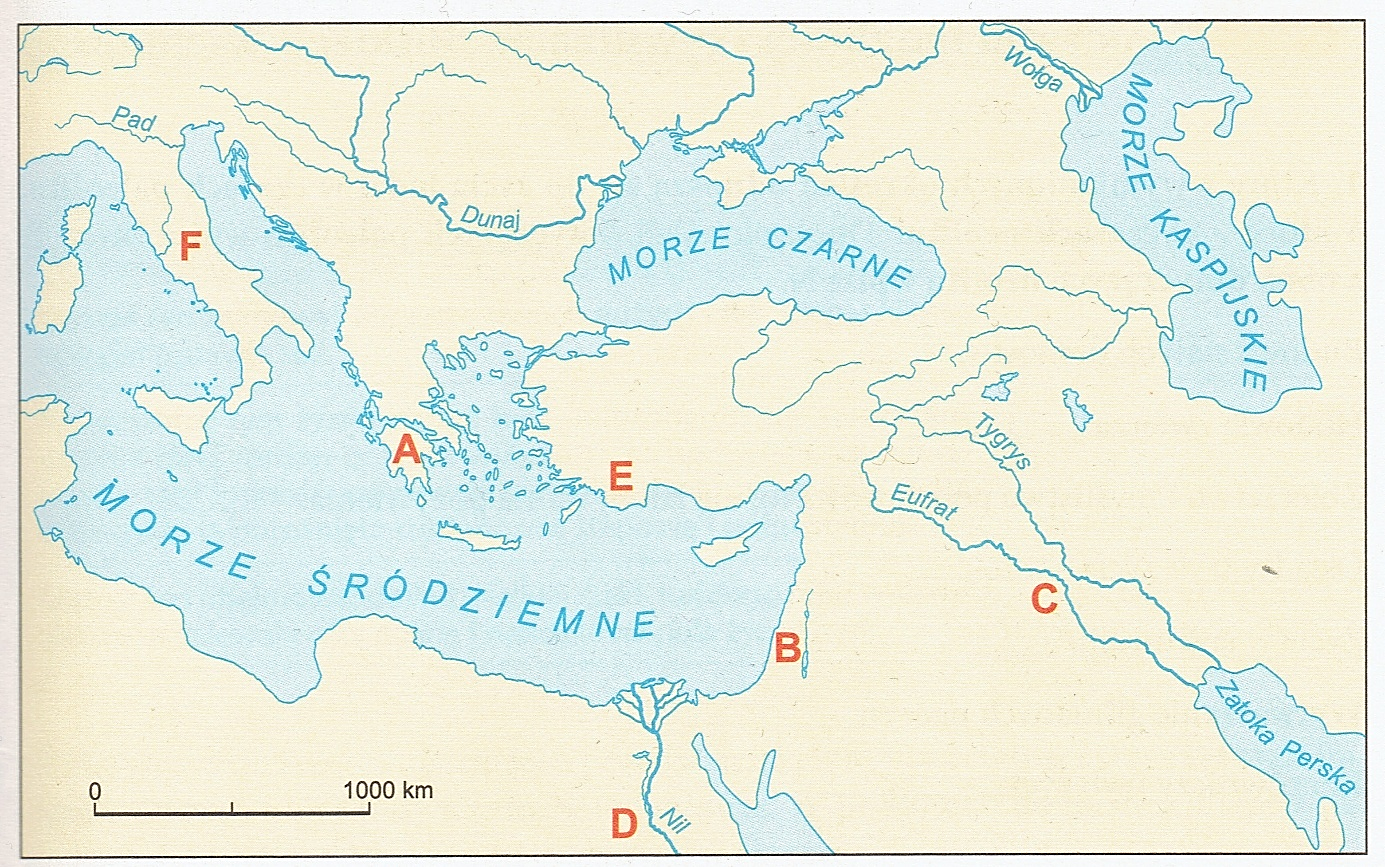 Wołga
MORZE KASPIJSKIE
Pad
Dunaj
MORZE CZARNE
F
A
E
Tygrys
Eufrat
MORZE ŚRÓDZIEMNE
C
B
Zatoka Perska
0 1000 km
D
Nil